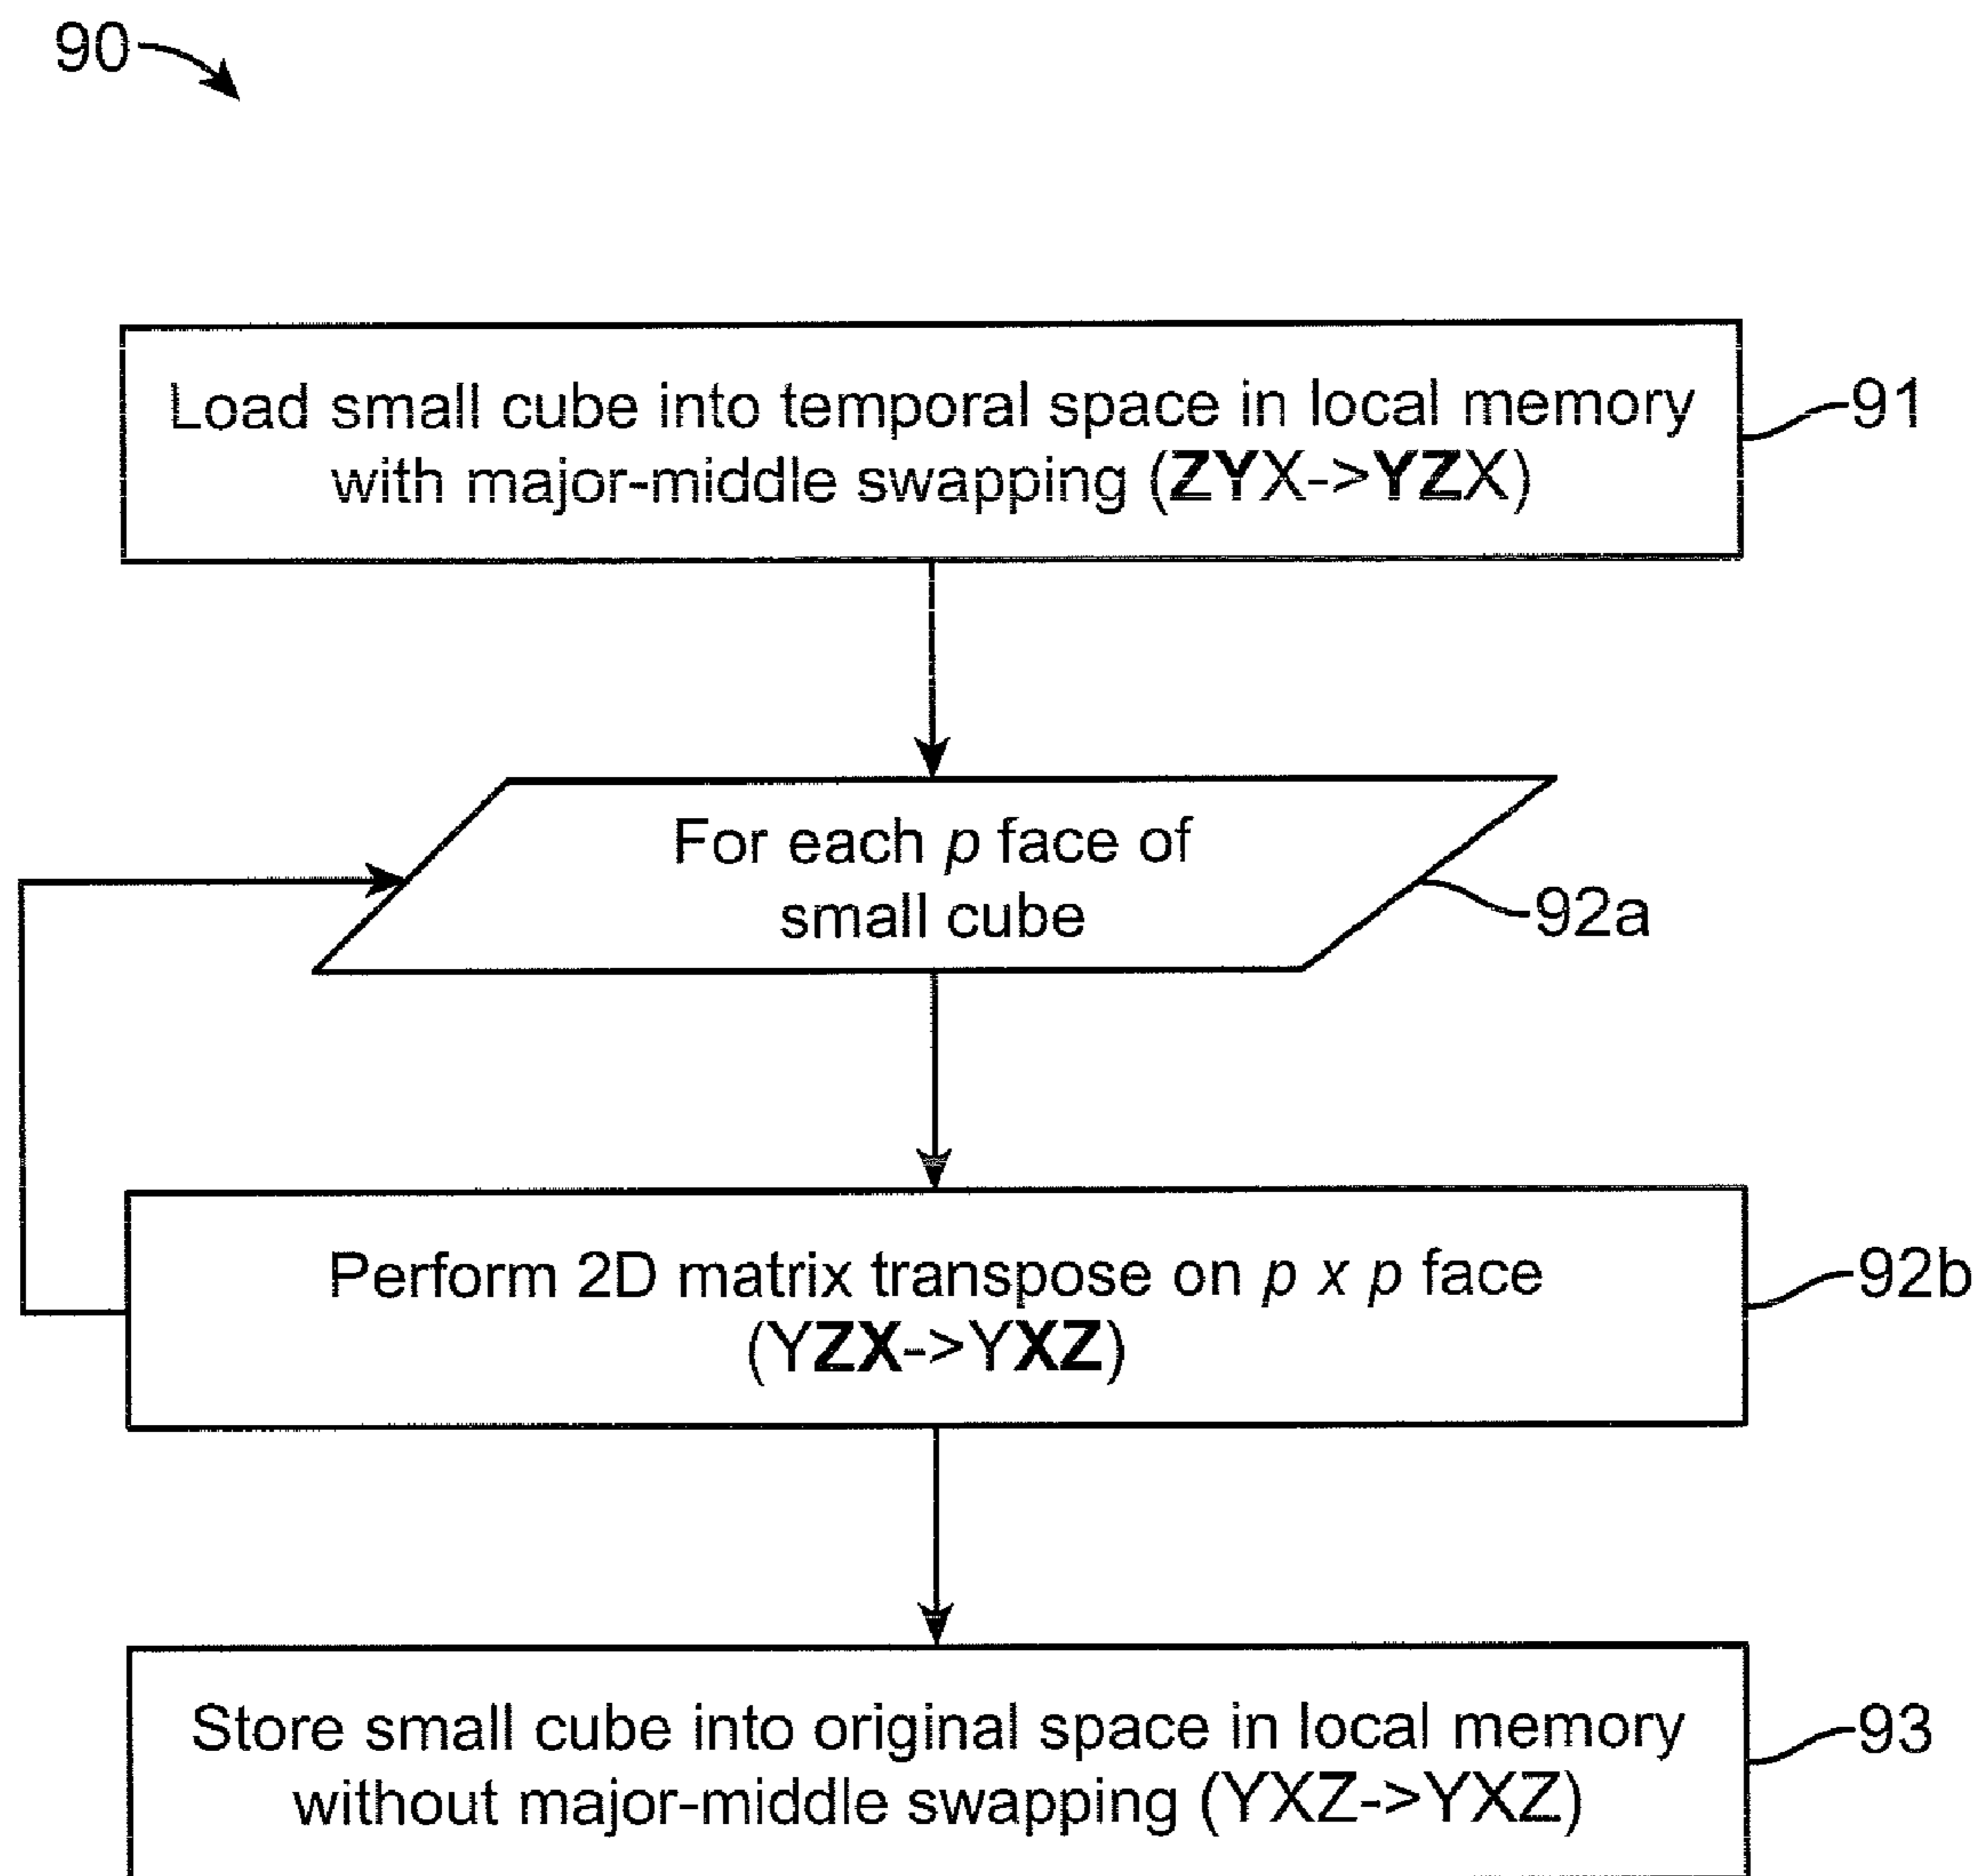 90
Load small cube into temporal space in local memory
with major-middle swapping (ZYX->YZX)
91
For each p face of
small cube
92a
Perform 2D matrix transpose on p x p face
(YZX->YXZ)
92b
Store small cube into original space in local memory
without major-middle swapping (YXZ->YXZ)
93